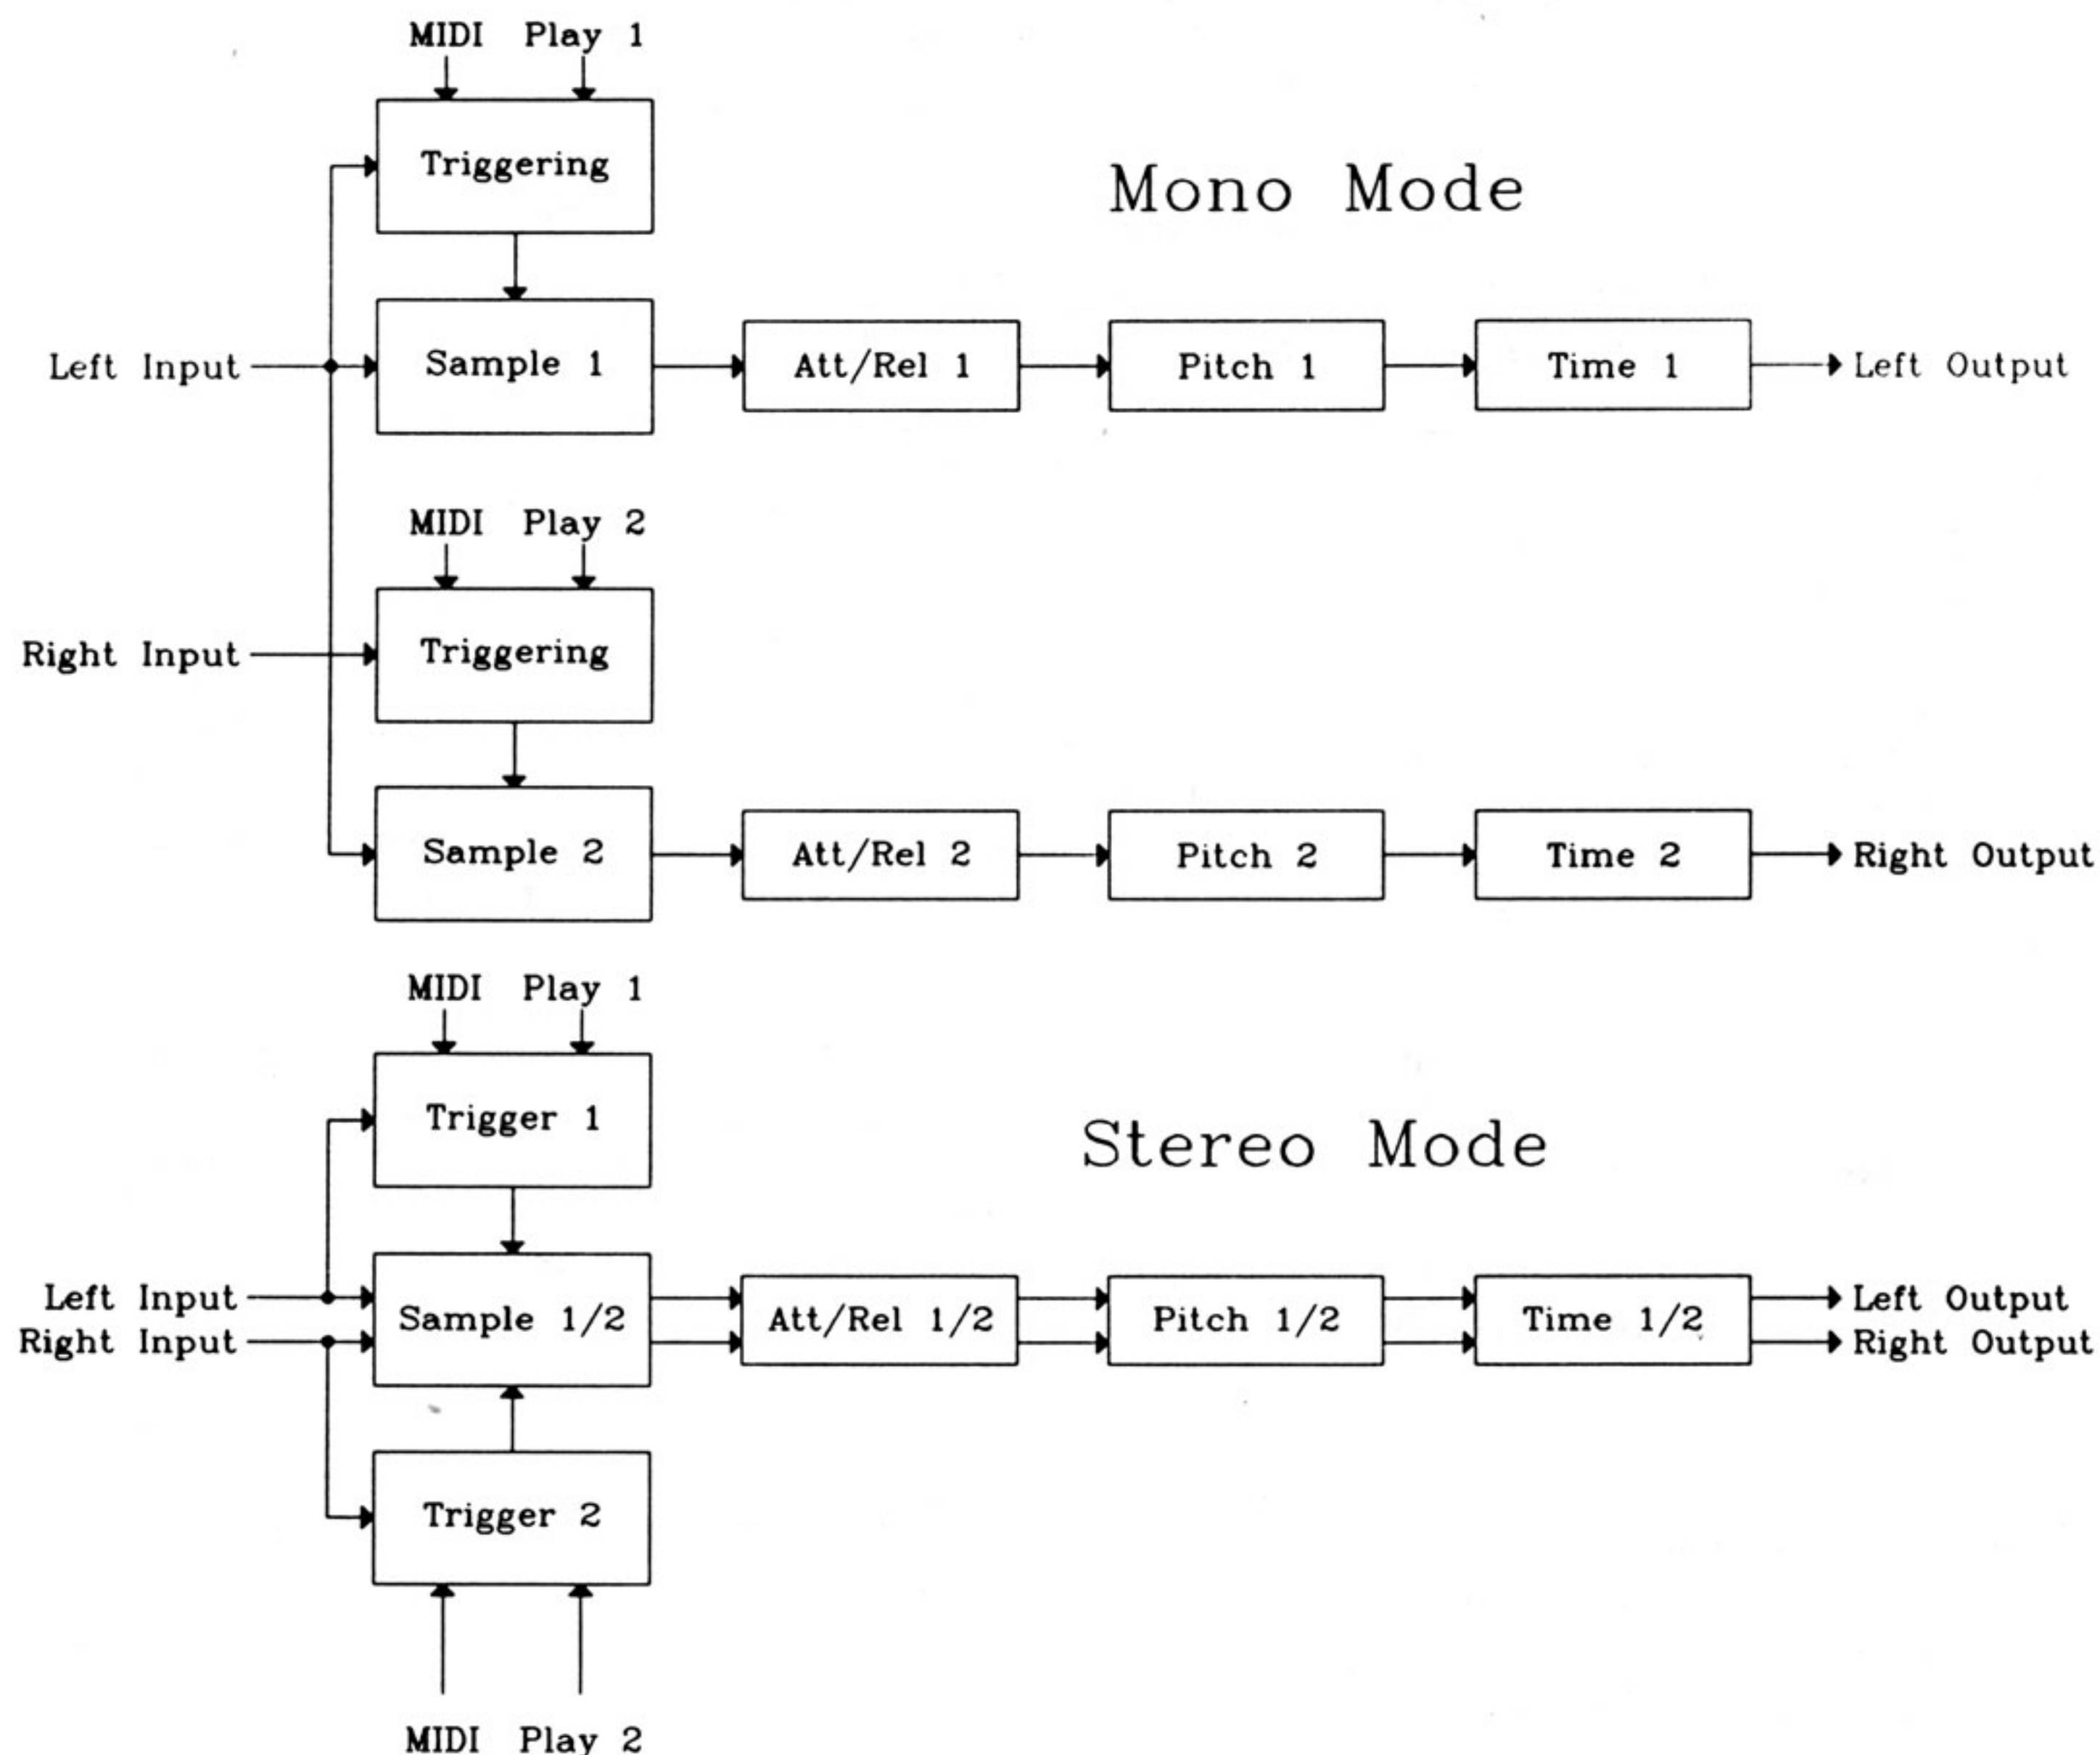 MIDI Play 1
Triggering
Mono Mode
Left Input
Sample 1
Att/Rel 1
Pitch 1
Time 1
Left Output
MIDI Play 2
Right Input
Triggering
Sample 2
Att/Rel 2
Pitch 2
Time 2
Right Output
MIDI Play 1
Trigger 1
Stereo Mode
Left Input
Right Input
Sample 1/2
Att/Rel 1/2
Pitch 1/2
Time 1/2
Left Output
Right Output
Trigger 2
MIDI Play 2